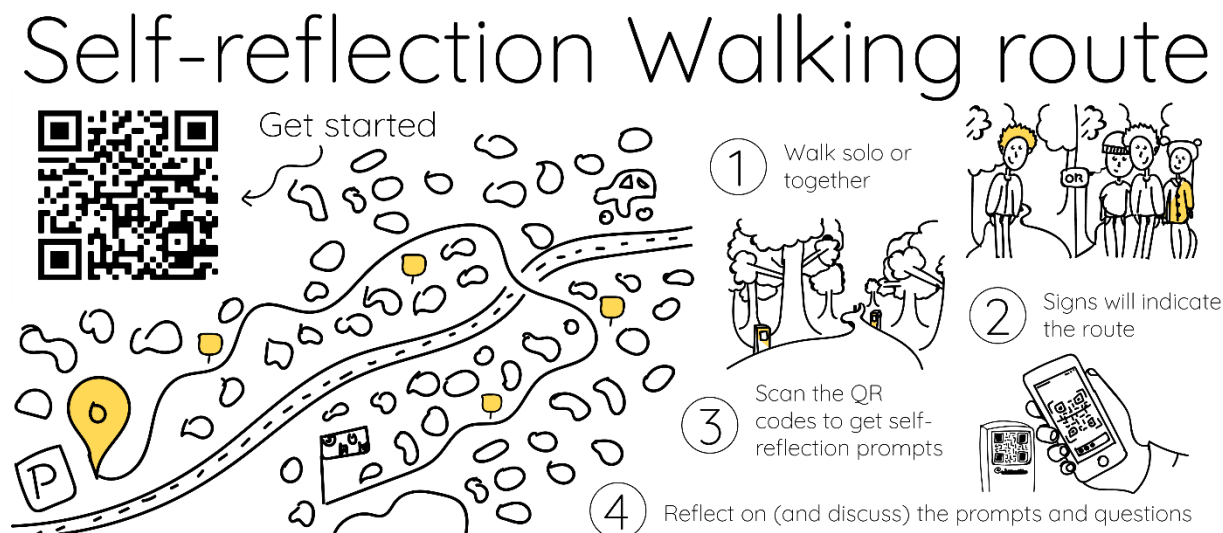 Self-reflection Walking route
Get started
1
Walk solo or
together
OR
2
Signs will indicate
the route
3
Scan the QR
codes to get self-
reflection prompts
4
Reflect on (and discuss) the prompts and questions
P